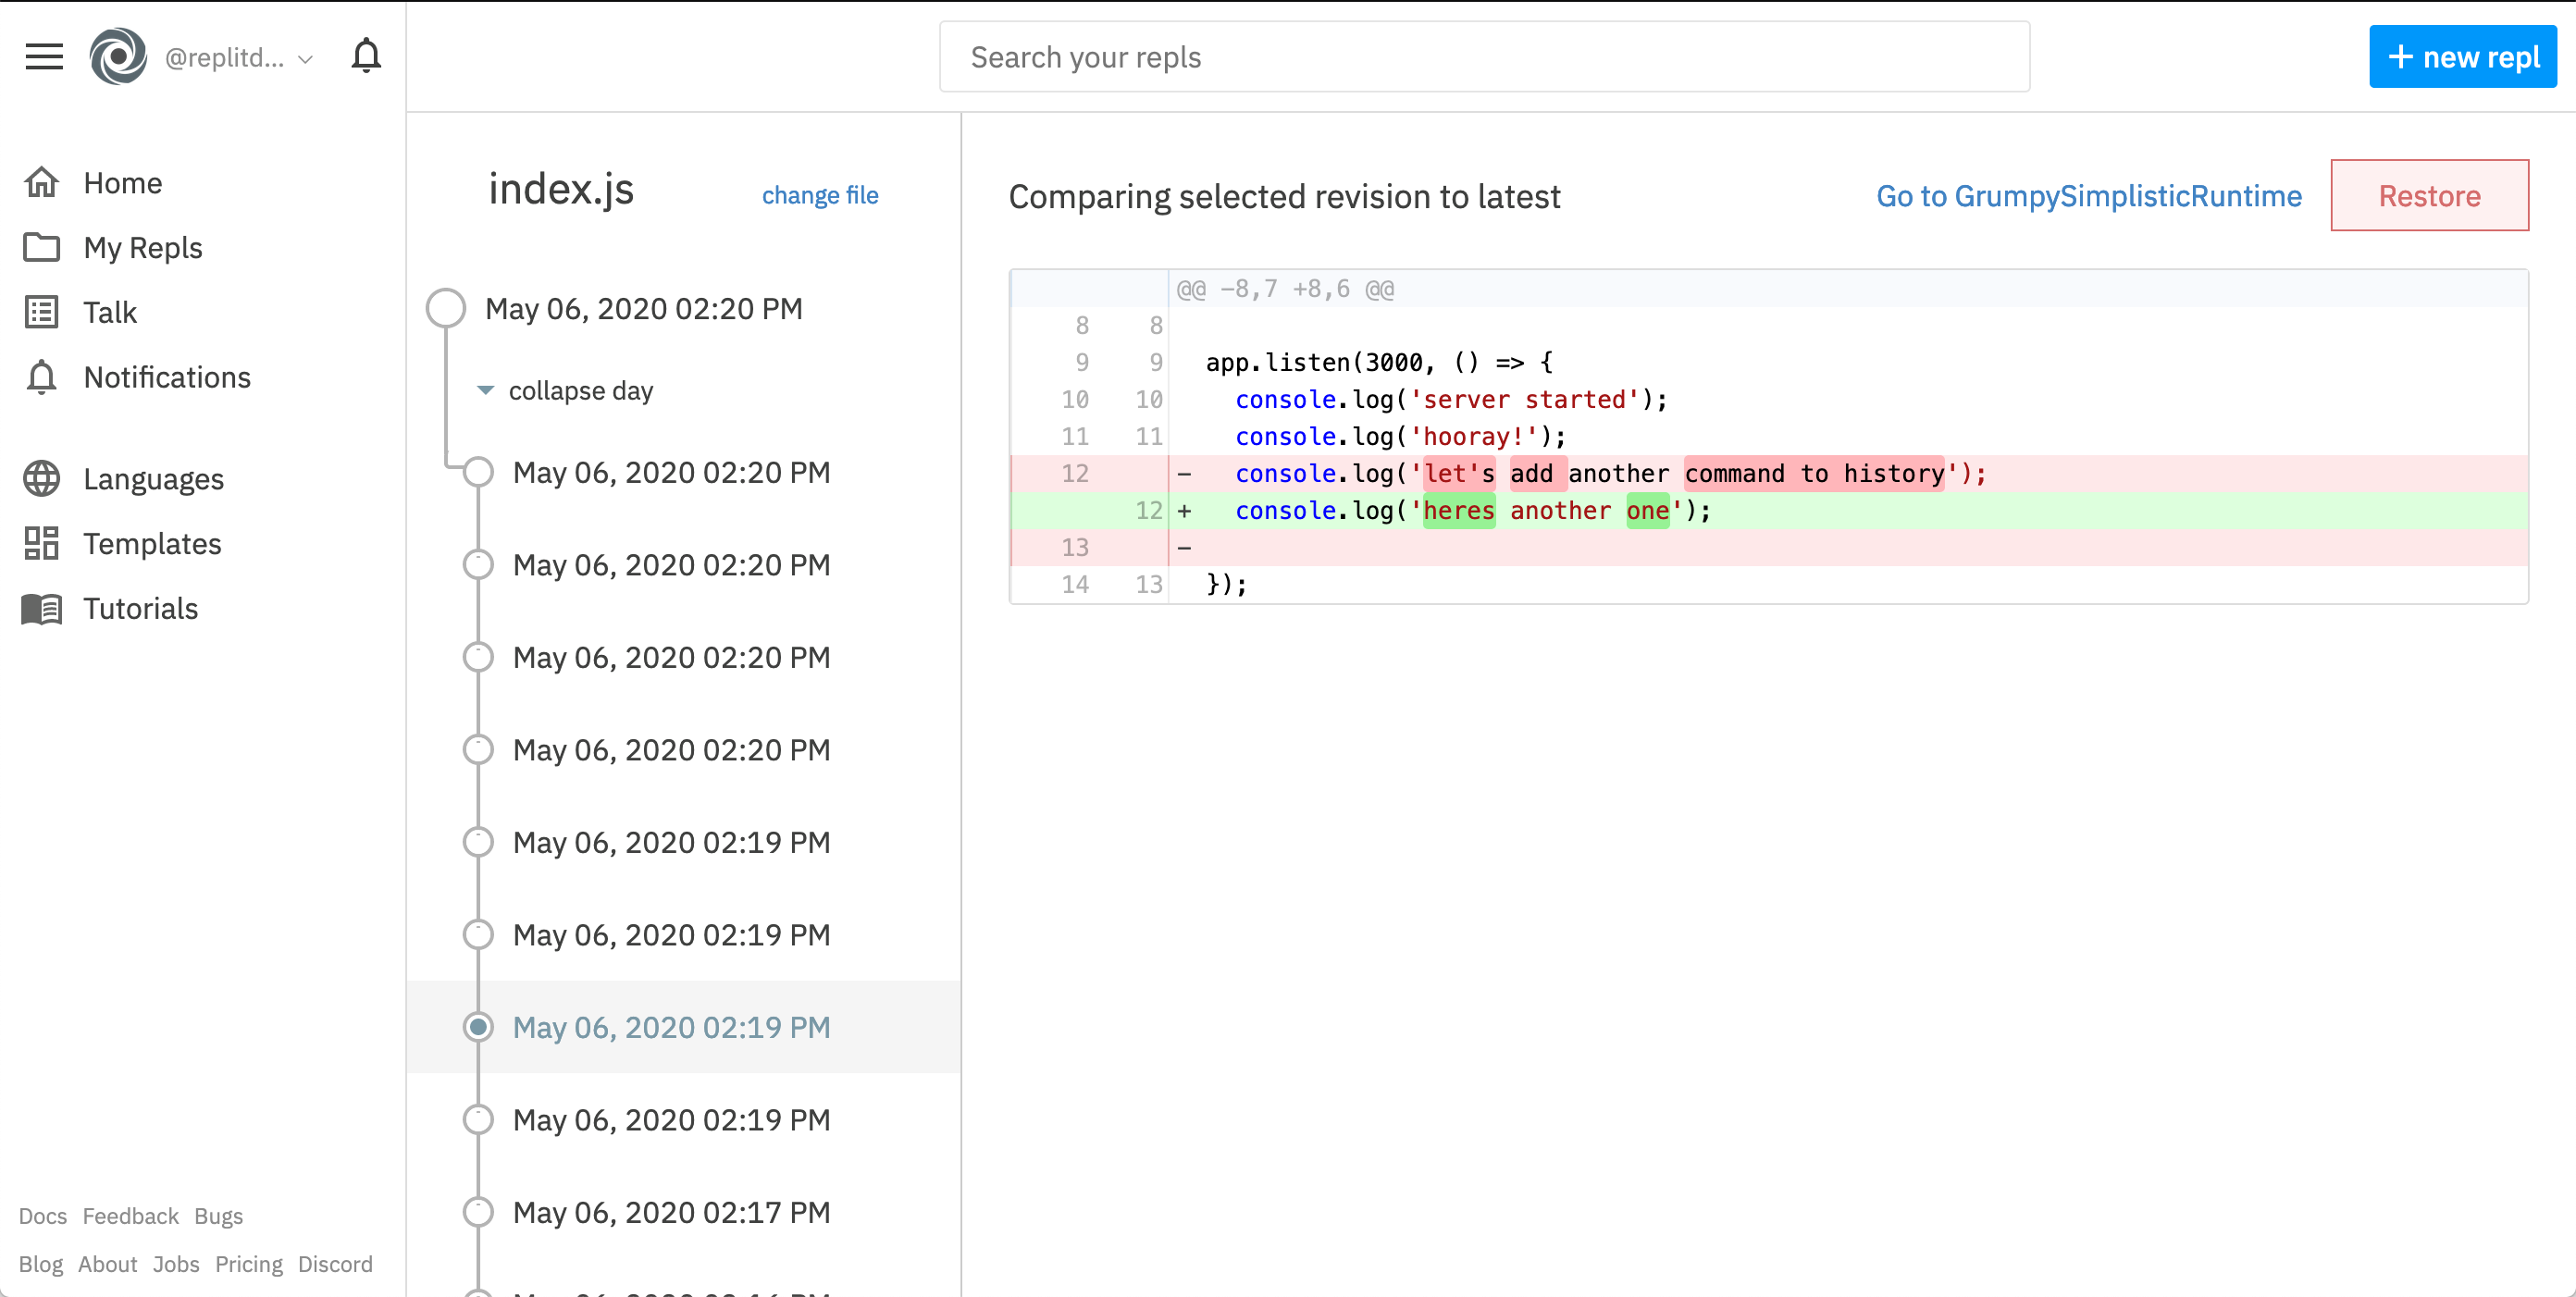 @replitd...
Search your repls
+ new repl
Home
My Repls
Talk
Notifications
Languages
Templates
Tutorials
Docs Feedback Bugs
Blog About Jobs Pricing Discord
index.js
change file
May 06, 2020 02:20 PM
collapse day
May 06, 2020 02:20 PM
May 06, 2020 02:20 PM
May 06, 2020 02:20 PM
May 06, 2020 02:20 PM
May 06, 2020 02:19 PM
May 06, 2020 02:19 PM
May 06, 2020 02:19 PM
May 06, 2020 02:19 PM
May 06, 2020 02:17 PM
Comparing selected revision to latest
Go to GrumpySimplisticRuntime
Restore
@@ -8,7 +8,6 @@
8 8
9 9 app.listen(3000, () => {
10 10 console.log('server started');
11 11 console.log('hooray!');
12 - console.log('let's add another command to history');
12 + console.log('heres another one');
13 -
14 13 });